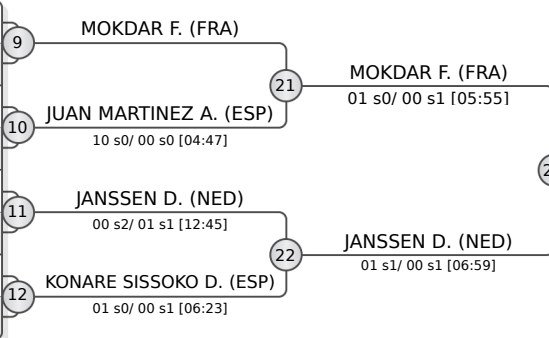 MOKDAR F. (FRA)
9
21
MOKDAR F. (FRA)
01 s0/ 00 s1 [05:55]
JUAN MARTINEZ A. (ESP)
10
10 s0/ 00 s0 [04:47]
JANSSEN D. (NED)
11
00 s2/ 01 s1 [12:45]
22
JANSSEN D. (NED)
01 s1/ 00 s1 [06:59]
KONARE SISSOKO D. (ESP)
12
01 s0/ 00 s1 [06:23]